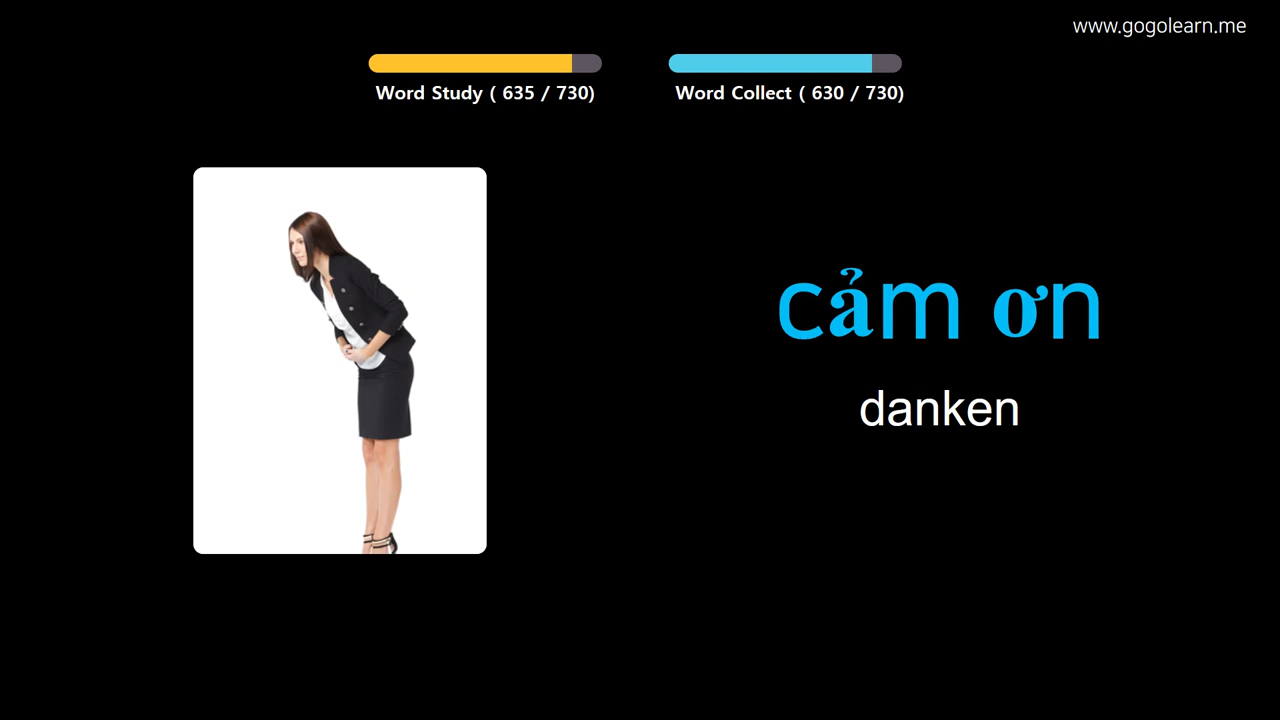 www.gogolearn.me
Word Study ( 635 / 730)
Word Collect ( 630 / 730)
cảm ơn
danken